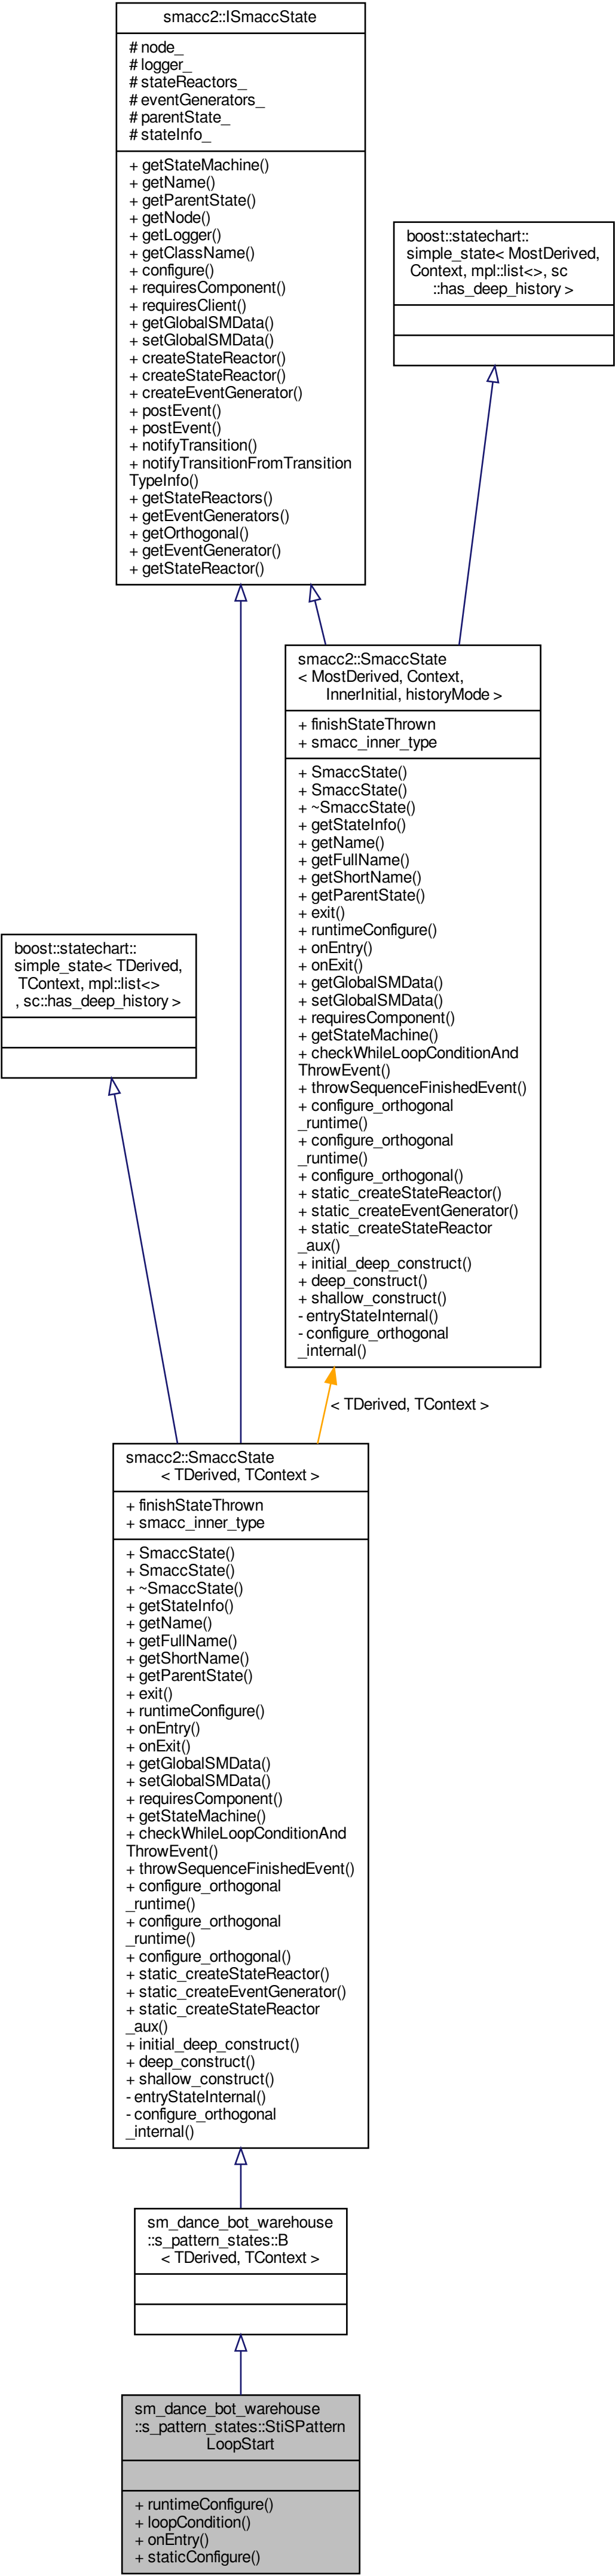 smacc2::ISmaccState
# node_
# logger_
# stateReactors_
# eventGenerators_
# parentState_
# stateInfo_
+ getStateMachine()
+ getName()
+ getParentState()
+ getNode()
+ getLogger()
+ getClassName()
+ configure()
+ requiresComponent()
+ requiresClient()
+ getGlobalSMData()
+ setGlobalSMData()
+ createStateReactor()
+ createStateReactor()
+ createEventGenerator()
+ postEvent()
+ postEvent()
+ notifyTransition()
+ notifyTransitionFromTransition
TypeInfo()
+ getStateReactors()
+ getEventGenerators()
+ getOrthogonal()
+ getEventGenerator()
+ getStateReactor()
boost::statechart::
simple_state< MostDerived,
Context, mpl::list<>, sc
::has_deep_history >
smacc2::SmaccState
< MostDerived, Context,
InnerInitial, historyMode >
+ finishStateThrown
+ smacc_inner_type
+ SmaccState()
+ SmaccState()
+ ~SmaccState()
+ getStateInfo()
+ getName()
+ getFullName()
+ getShortName()
+ getParentState()
+ exit()
+ runtimeConfigure()
+ onEntry()
+ onExit()
+ getGlobalSMData()
+ setGlobalSMData()
+ requiresComponent()
+ getStateMachine()
+ checkWhileLoopConditionAnd
ThrowEvent()
+ throwSequenceFinishedEvent()
+ configure_orthogonal
_runtime()
+ configure_orthogonal
_runtime()
+ configure_orthogonal()
+ static_createStateReactor()
+ static_createEventGenerator()
+ static_createStateReactor
_aux()
+ initial_deep_construct()
+ deep_construct()
+ shallow_construct()
- entryStateInternal()
- configure_orthogonal
_internal()
boost::statechart::
simple_state< TDerived,
TContext, mpl::list<>
, sc::has_deep_history >
< TDerived, TContext >
smacc2::SmaccState
< TDerived, TContext >
+ finishStateThrown
+ smacc_inner_type
+ SmaccState()
+ SmaccState()
+ ~SmaccState()
+ getStateInfo()
+ getName()
+ getFullName()
+ getShortName()
+ getParentState()
+ exit()
+ runtimeConfigure()
+ onEntry()
+ onExit()
+ getGlobalSMData()
+ setGlobalSMData()
+ requiresComponent()
+ getStateMachine()
+ checkWhileLoopConditionAnd
ThrowEvent()
+ throwSequenceFinishedEvent()
+ configure_orthogonal
_runtime()
+ configure_orthogonal
_runtime()
+ configure_orthogonal()
+ static_createStateReactor()
+ static_createEventGenerator()
+ static_createStateReactor
_aux()
+ initial_deep_construct()
+ deep_construct()
+ shallow_construct()
- entryStateInternal()
- configure_orthogonal
_internal()
sm_dance_bot_warehouse
::s_pattern_states::B
< TDerived, TContext >
sm_dance_bot_warehouse
::s_pattern_states::StiSPattern
LoopStart
+ runtimeConfigure()
+ loopCondition()
+ onEntry()
+ staticConfigure()